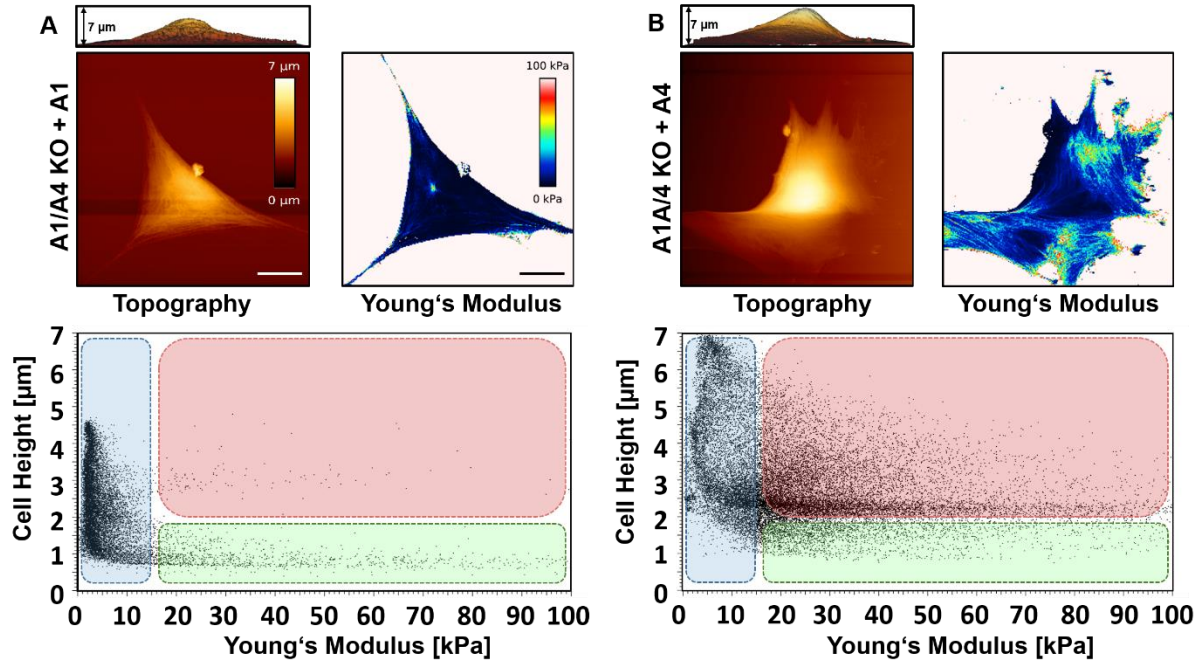 A
7 µm
A1/A4 KO + A1
7 µm
0 µm
100 kPa
0 kPa
Topography
Young‘s Modulus
Cell Height [µm]
7
6
5
4
3
2
1
0
0 10 20 30 40 50 60 70 80 90 100
Young‘s Modulus [kPa]
B
7 µm
A1A/4 KO + A4
Topography
Young‘s Modulus
Cell Height [µm]
7
6
5
4
3
2
1
0
0 10 20 30 40 50 60 70 80 90 100
Young‘s Modulus [kPa]